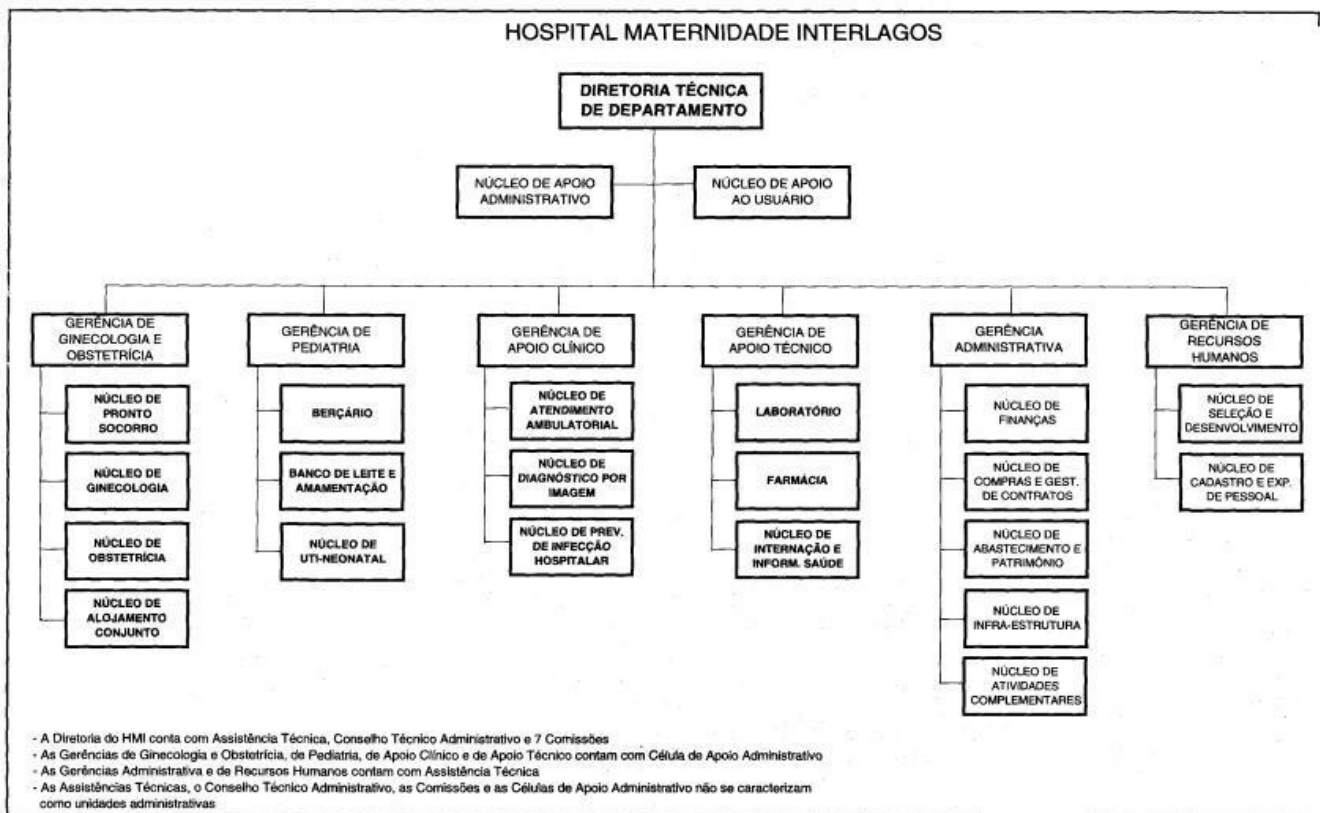 HOSPITAL MATERNIDADE INTERLAGOS
DIRETORIA TÉCNICA
DE DEPARTAMENTO
NÚCLEO DE APOIO
ADMINISTRATIVO
NÚCLEO DE APOIO
AO USUÁRIO
GERÊNCIA DE
GINECOLOGIA E
OBSTETRÍCIA
NÚCLEO DE
PRONTO
SOCORRO
NÚCLEO DE
GINECOLOGIA
NÚCLEO DE
OBSTETRÍCIA
NÚCLEO DE
ALOJAMENTO
CONJUNTO
GERÊNCIA DE
PEDIATRIA
BERÇÁRIO
BANCO DE LEITE E
AMAMENTAÇÃO
NÚCLEO DE
UTI-NEONATAL
GERÊNCIA DE
APOIO CLÍNICO
NÚCLEO DE
ATENDIMENTO
AMBULATORIAL
NÚCLEO DE
DIAGNÓSTICO POR
IMAGEM
NÚCLEO DE PREV.
DE INFECÇÃO
HOSPITALAR
GERÊNCIA DE
APOIO TÉCNICO
LABORATÓRIO
FARMÁCIA
NÚCLEO DE
INTERNAÇÃO E
INFORM. SAÚDE
GERÊNCIA
ADMINISTRATIVA
NÚCLEO DE
FINANÇAS
NÚCLEO DE
COMPRAS E GEST.
DE CONTRATOS
NÚCLEO DE
ABASTECIMENTO E
PATRIMÔNIO
NÚCLEO DE
INFRA-ESTRUTURA
NÚCLEO DE
ATIVIDADES
COMPLEMENTARES
GERÊNCIA DE
RECURSOS
HUMANOS
NÚCLEO DE
SELEÇÃO E
DESENVOLVIMENTO
NÚCLEO DE
CADASTRO E EXP.
DE PESSOAL
- A Diretoria do HMI conta com Assistência Técnica, Conselho Técnico Administrativo e 7 Comissões
- As Gerências de Ginecologia e Obstetrícia, de Pediatria, de Apoio Clínico e de Apoio Técnico contam com Célula de Apoio Administrativo
- As Gerências Administrativa e de Recursos Humanos contam com Assistência Técnica
- As Assistências Técnicas, o Conselho Técnico Administrativo, as Comissões e as Células de Apoio Administrativo não se caracterizam
como unidades administrativas